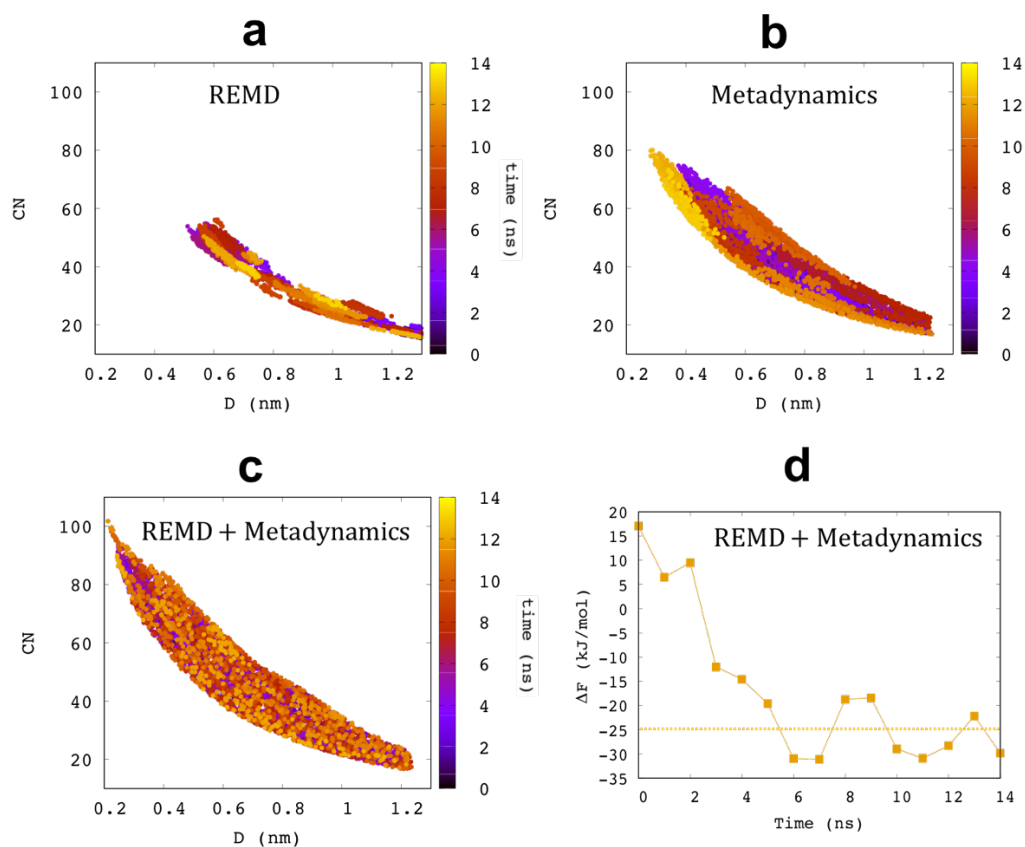 a
REMD
CN
100
80
60
40
20
0.2 0.4 0.6 0.8 1 1.2
D (nm)
14
12
10
8
6
4
2
0
time (ns)
b
Metadynamics
CN
100
80
60
40
20
0.2 0.4 0.6 0.8 1 1.2
D (nm)
14
12
10
8
6
4
2
0
c
REMD + Metadynamics
CN
100
80
60
40
20
0.2 0.4 0.6 0.8 1 1.2
D (nm)
14
12
10
8
6
4
2
0
time (ns)
d
REMD + Metadynamics
ΔF (kJ/mol)
20
15
10
5
0
−5
−10
−15
−20
−25
−30
−35
0 2 4 6 8 10 12 14
Time (ns)